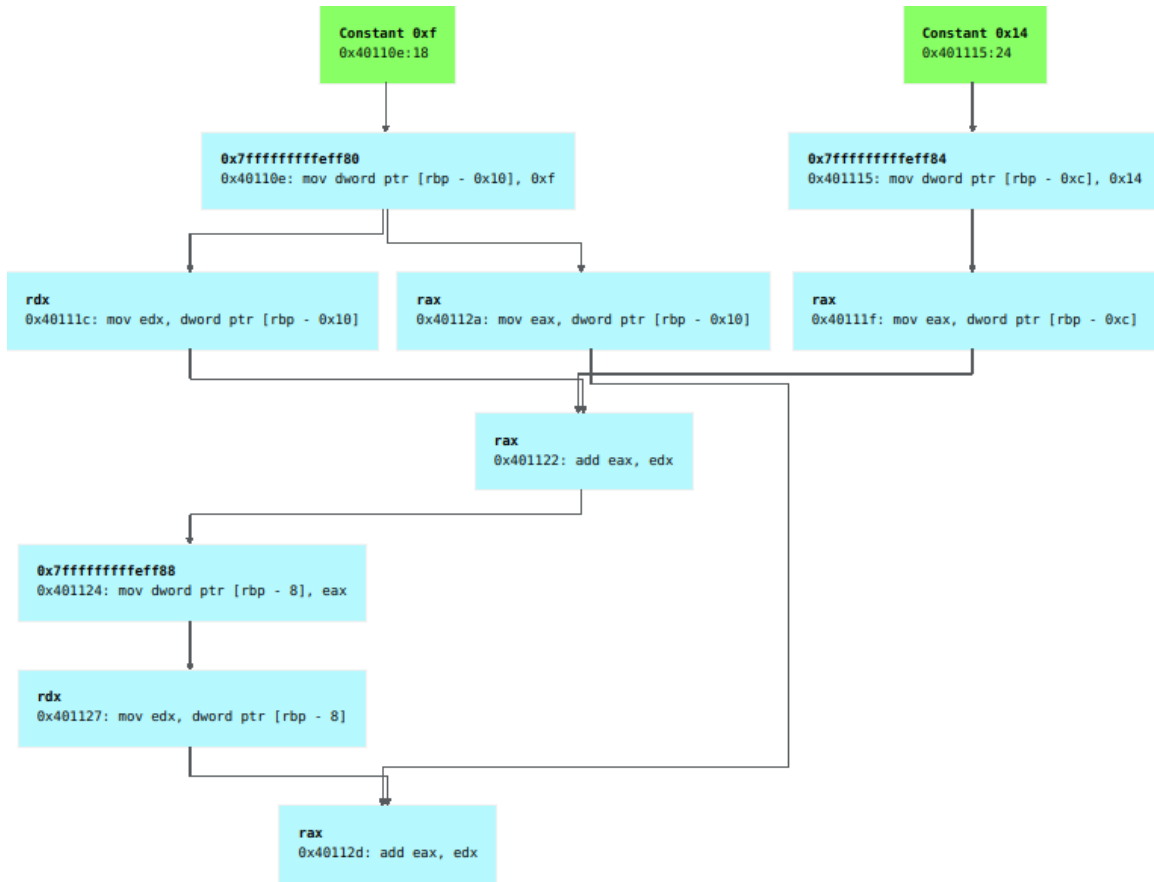 Constant 0xf
0x40110e:18
Constant 0x14
0x401115:24
0x7fffffffffeff80
0x40110e: mov dword ptr [rbp - 0x10], 0xf
0x7fffffffffeff84
0x401115: mov dword ptr [rbp - 0xc], 0x14
rdx
0x40111c: mov edx, dword ptr [rbp - 0x10]
rax
0x40112a: mov eax, dword ptr [rbp - 0x10]
rax
0x40111f: mov eax, dword ptr [rbp - 0xc]
rax
0x401122: add eax, edx
0x7fffffffffeff88
0x401124: mov dword ptr [rbp - 8], eax
rdx
0x401127: mov edx, dword ptr [rbp - 8]
rax
0x40112d: add eax, edx